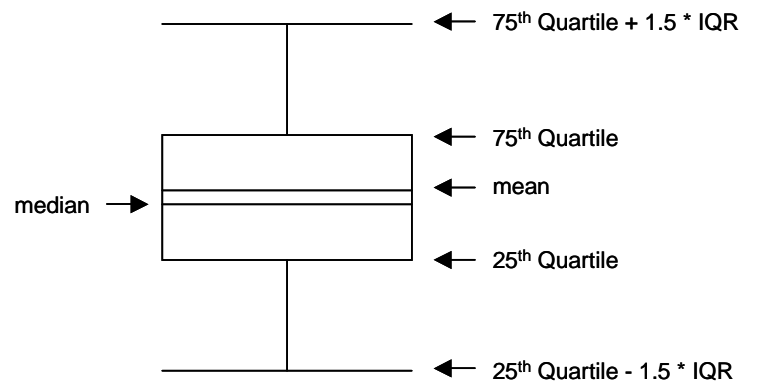 75th Quartile + 1.5 * IQR
75th Quartile
mean
median
25th Quartile
25th Quartile - 1.5 * IQR